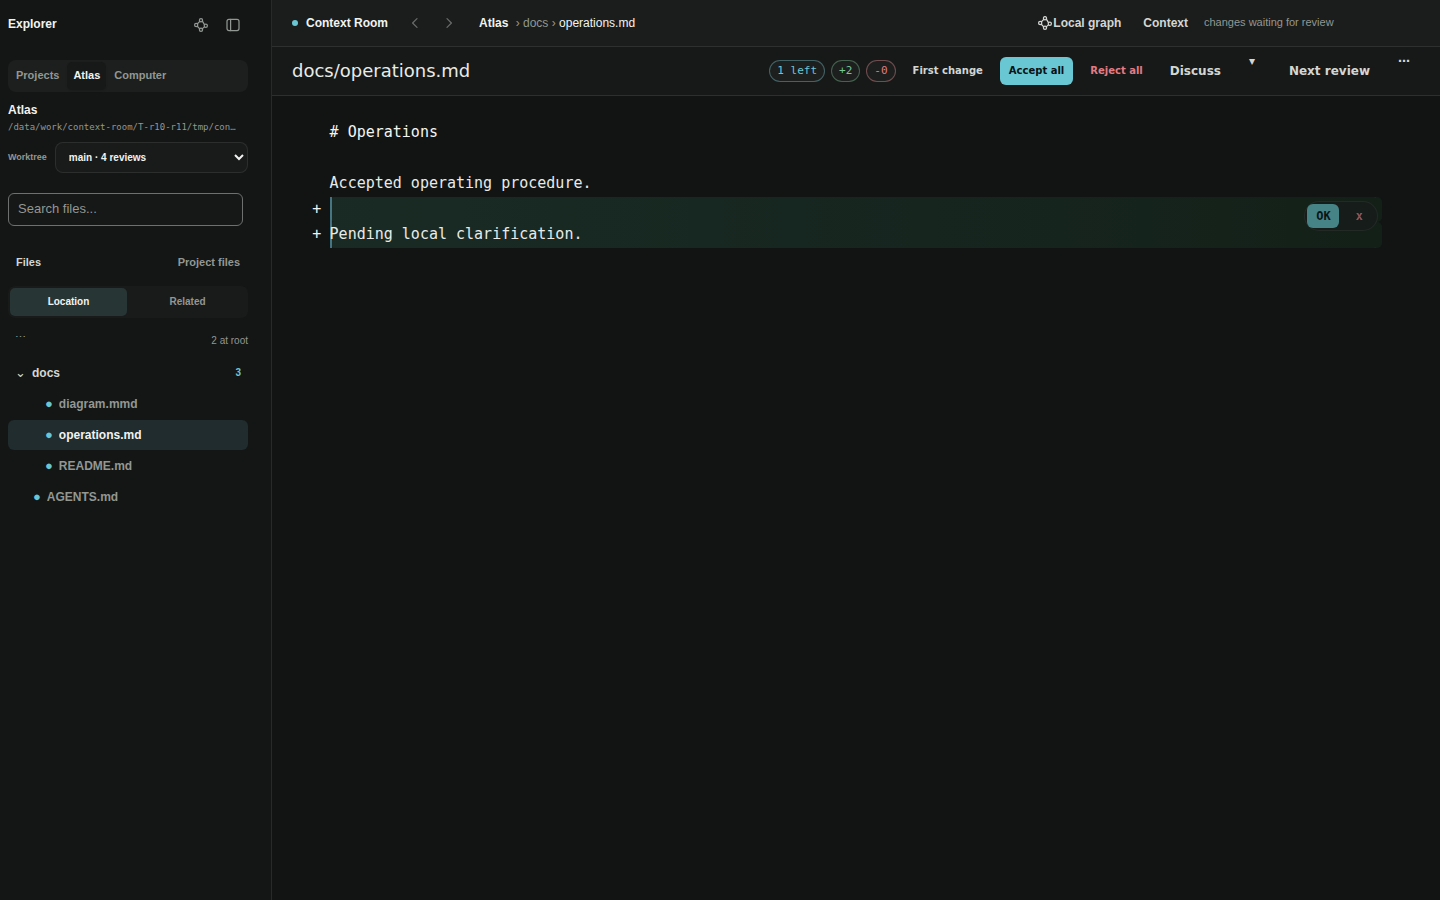 Explorer
Projects Atlas Computer
Atlas
/data/work/context-room/T-r10-r11/tmp/con…
Worktree main · 4 reviews
Search files...
Files Project files
Location Related
... 2 at root
docs 3
diagram.mmd
operations.md
README.md
AGENTS.md
Context Room Atlas › docs › operations.md Local graph Context changes waiting for review
docs/operations.md 1 left +2 -0 First change Accept all Reject all Discuss ▾ Next review ...
# Operations
Accepted operating procedure.
+ OK x
+ Pending local clarification.